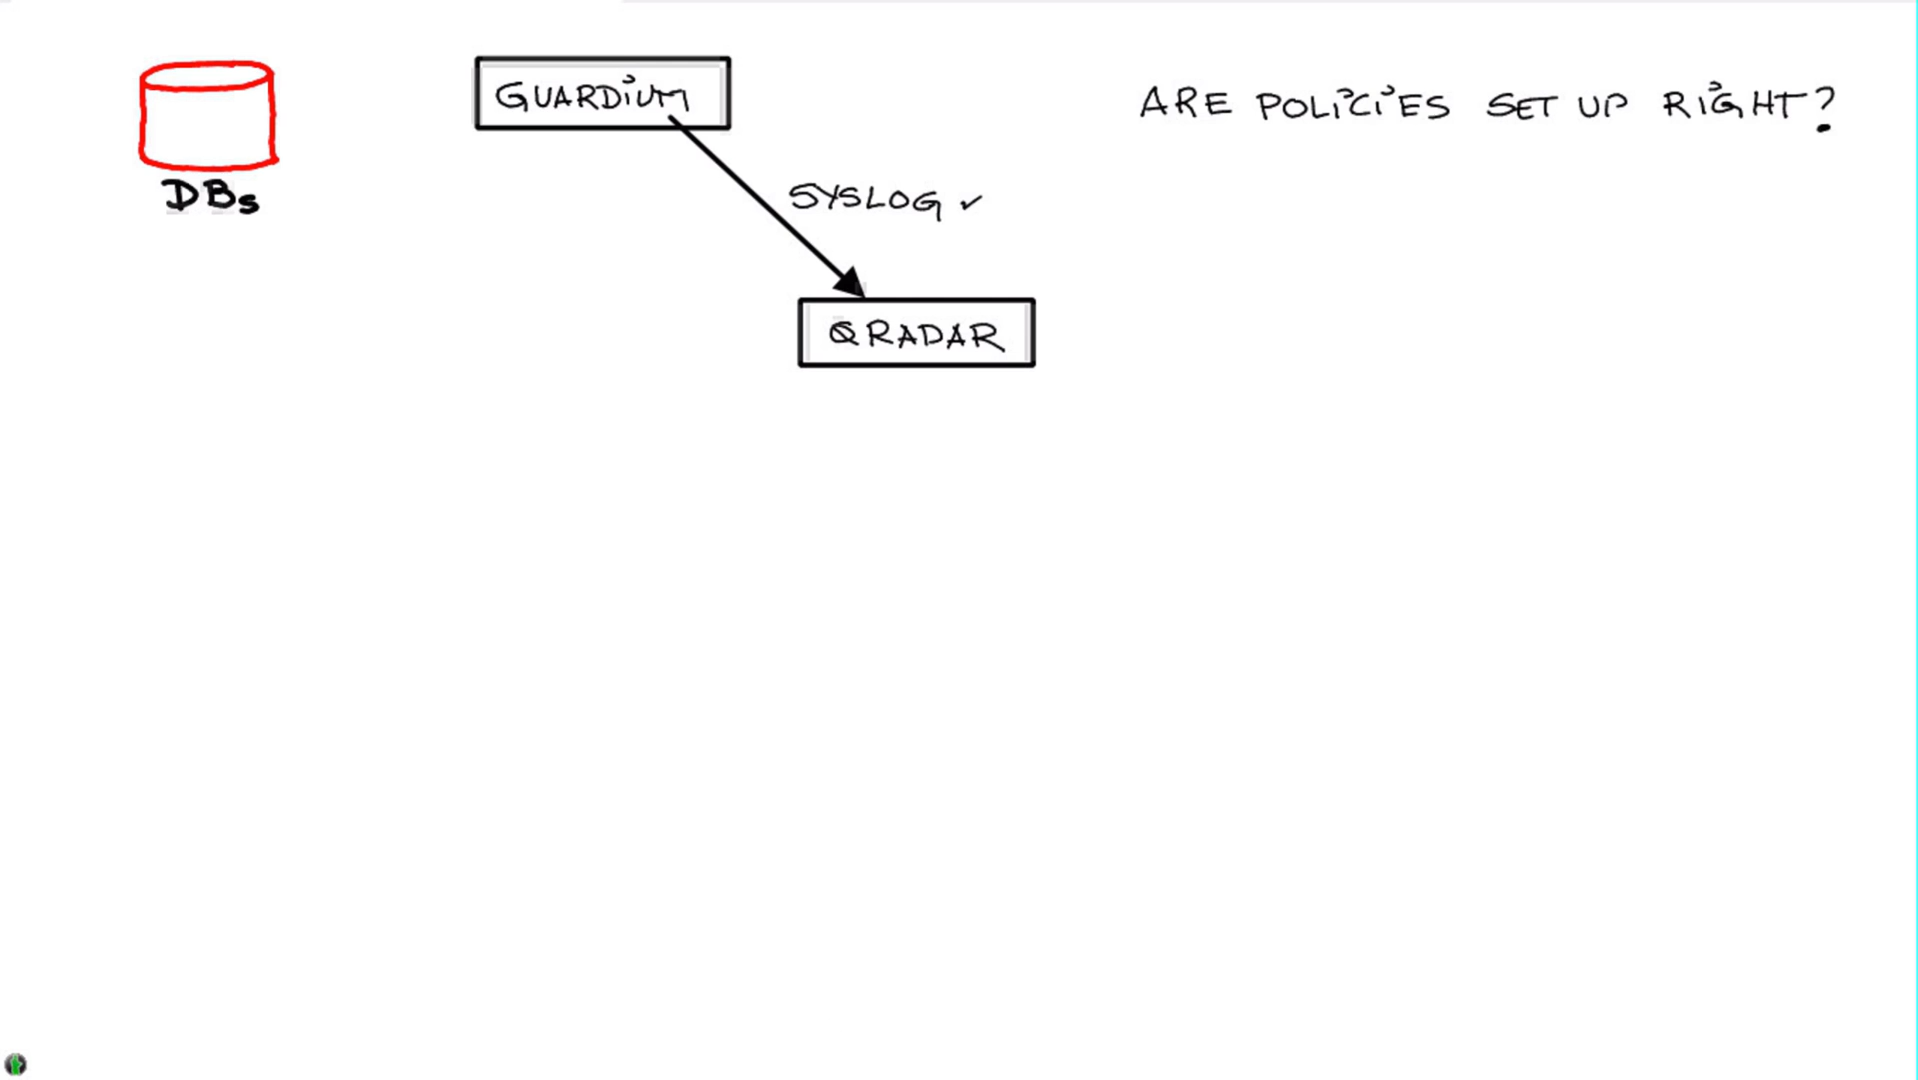 GUARDiUM
ARE POLiCiES SET UP RiGHT?
DBs
SYSLOG ✓
QRADAR